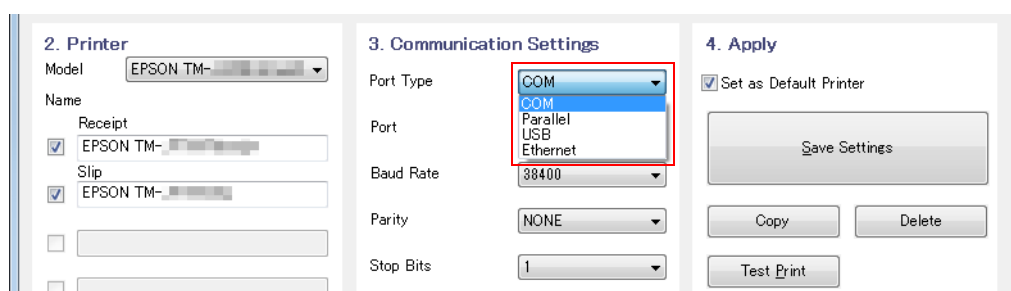 2. Printer
Model
EPSON TM-
Name
Receipt
EPSON TM-
Slip
EPSON TM-
3. Communication Settings
Port Type
COM
COM
Parallel
USB
Ethernet
Port
Baud Rate
38400
Parity
NONE
Stop Bits
1
4. Apply
Set as Default Printer
Save Settings
Copy
Delete
Test Print